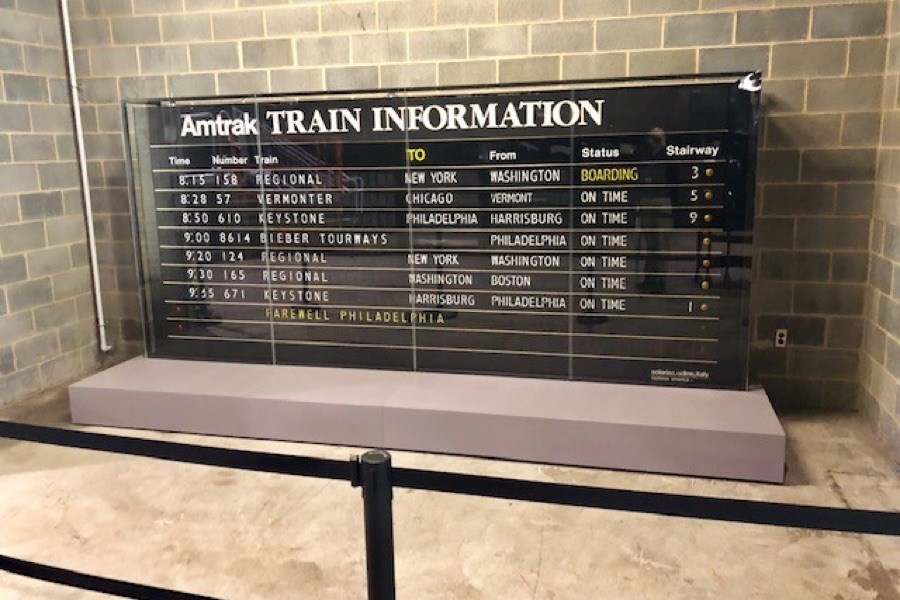 Amtrak TRAIN INFORMATION
Time Number Train TO From Status Stairway
8:15 158 REGIONAL NEW YORK WASHINGTON BOARDING 3
8:28 57 VERMONTER CHICAGO VERMONT ON TIME 5
8:50 610 KEYSTONE PHILADELPHIA HARRISBURG ON TIME 9
9:00 8614 BIEBER TOURWAYS PHILADELPHIA ON TIME
9:20 124 REGIONAL NEW YORK WASHINGTON ON TIME
9:30 165 REGIONAL WASHINGTON BOSTON ON TIME
671 KEYSTONE HARRISBURG PHILADELPHIA ON TIME 1
FAREWELL PHILADELPHIA
solari udine, italy